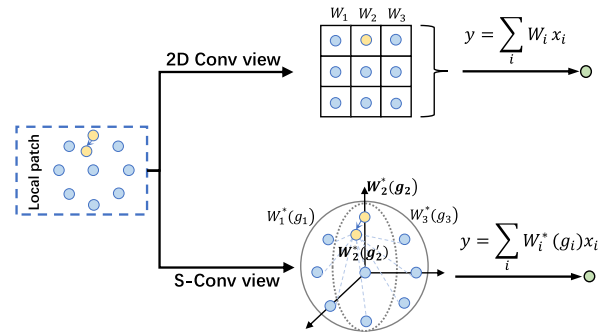 W₁ W₂ W₃
y = ∑ᵢ Wᵢ xᵢ
2D Conv view
Local patch
W₂*(g₂)
W₁*(g₁)
W₃*(g₃)
W₂*(g₂′)
y = ∑ᵢ Wᵢ*(gᵢ)xᵢ
S-Conv view